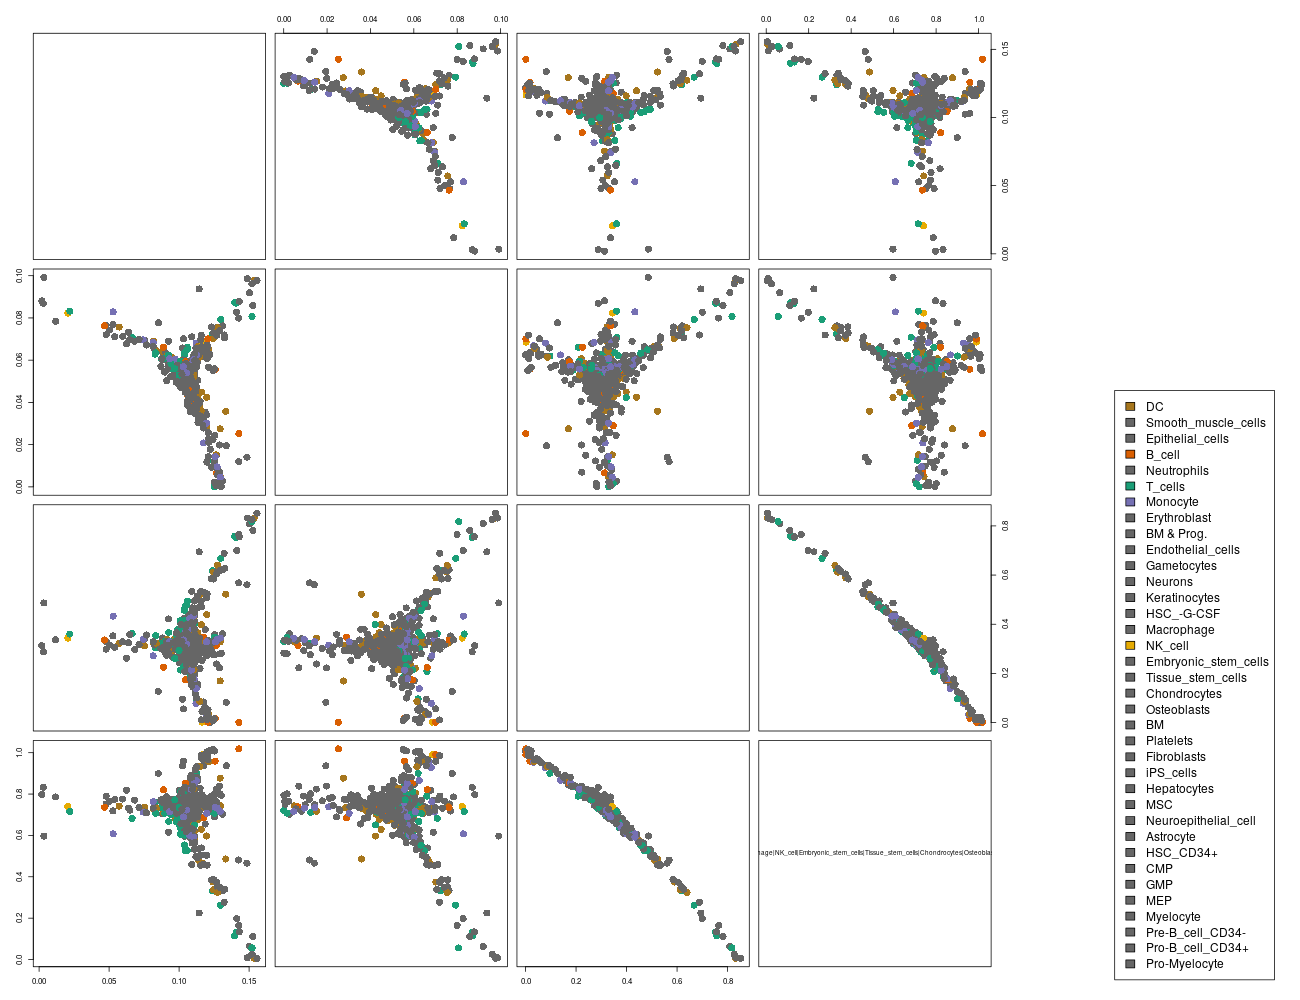 0.00 0.02 0.04 0.06 0.08 0.10
0.0 0.2 0.4 0.6 0.8 1.0
0.00 0.05 0.10 0.15
0.00 0.02 0.04 0.06 0.08 0.10
0.0 0.2 0.4 0.6 0.8
0.0 0.2 0.4 0.6 0.8 1.0
|NK_cell|Embryonic_stem_cells|Tissue_stem_cells|Chondrocytes|
0.00 0.05 0.10 0.15
0.0 0.2 0.4 0.6 0.8
DC
Smooth_muscle_cells
Epithelial_cells
B_cell
Neutrophils
T_cells
Monocyte
Erythroblast
BM & Prog.
Endothelial_cells
Gametocytes
Neurons
Keratinocytes
HSC_-G-CSF
Macrophage
NK_cell
Embryonic_stem_cells
Tissue_stem_cells
Chondrocytes
Osteoblasts
BM
Platelets
Fibroblasts
iPS_cells
Hepatocytes
MSC
Neuroepithelial_cell
Astrocyte
HSC_CD34+
CMP
GMP
MEP
Myelocyte
Pre-B_cell_CD34-
Pro-B_cell_CD34+
Pro-Myelocyte